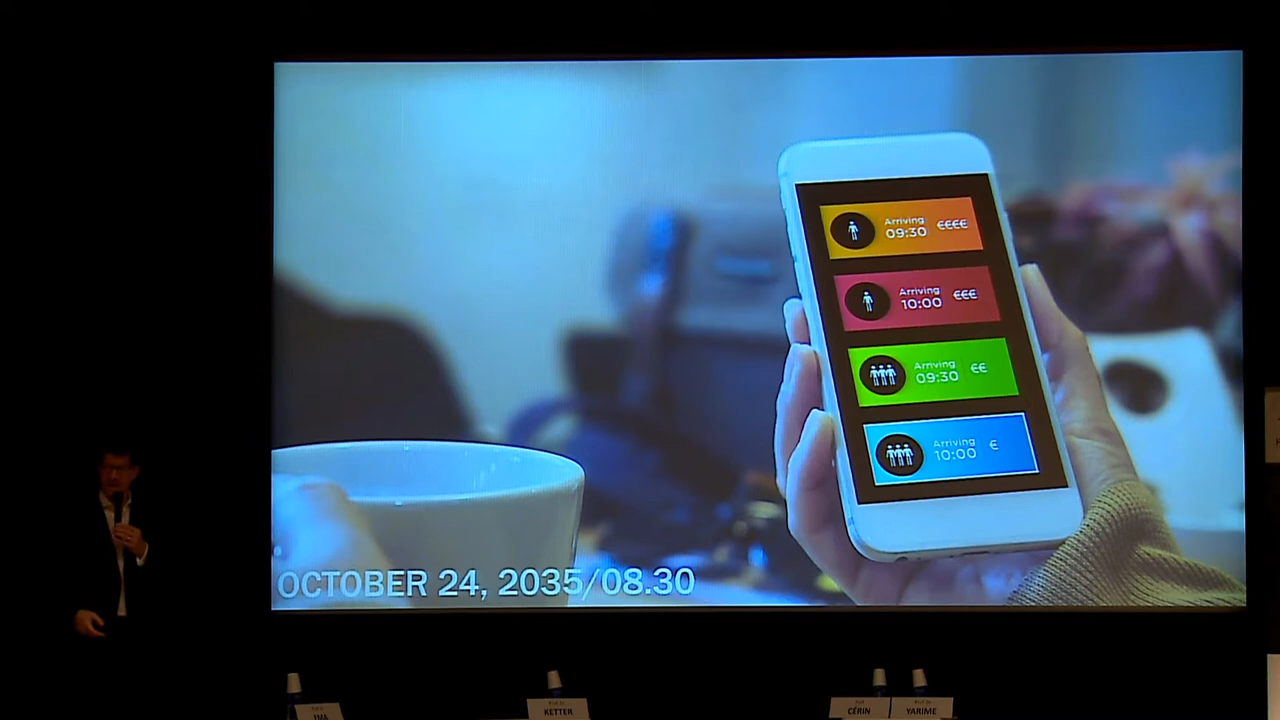 Arriving
09:30 €€€€
Arriving
10:00 €€€
Arriving
09:30 €€
Arriving
10:00 €
OCTOBER 24, 2035/08.30
KETTER
CÉRIN
YARIME